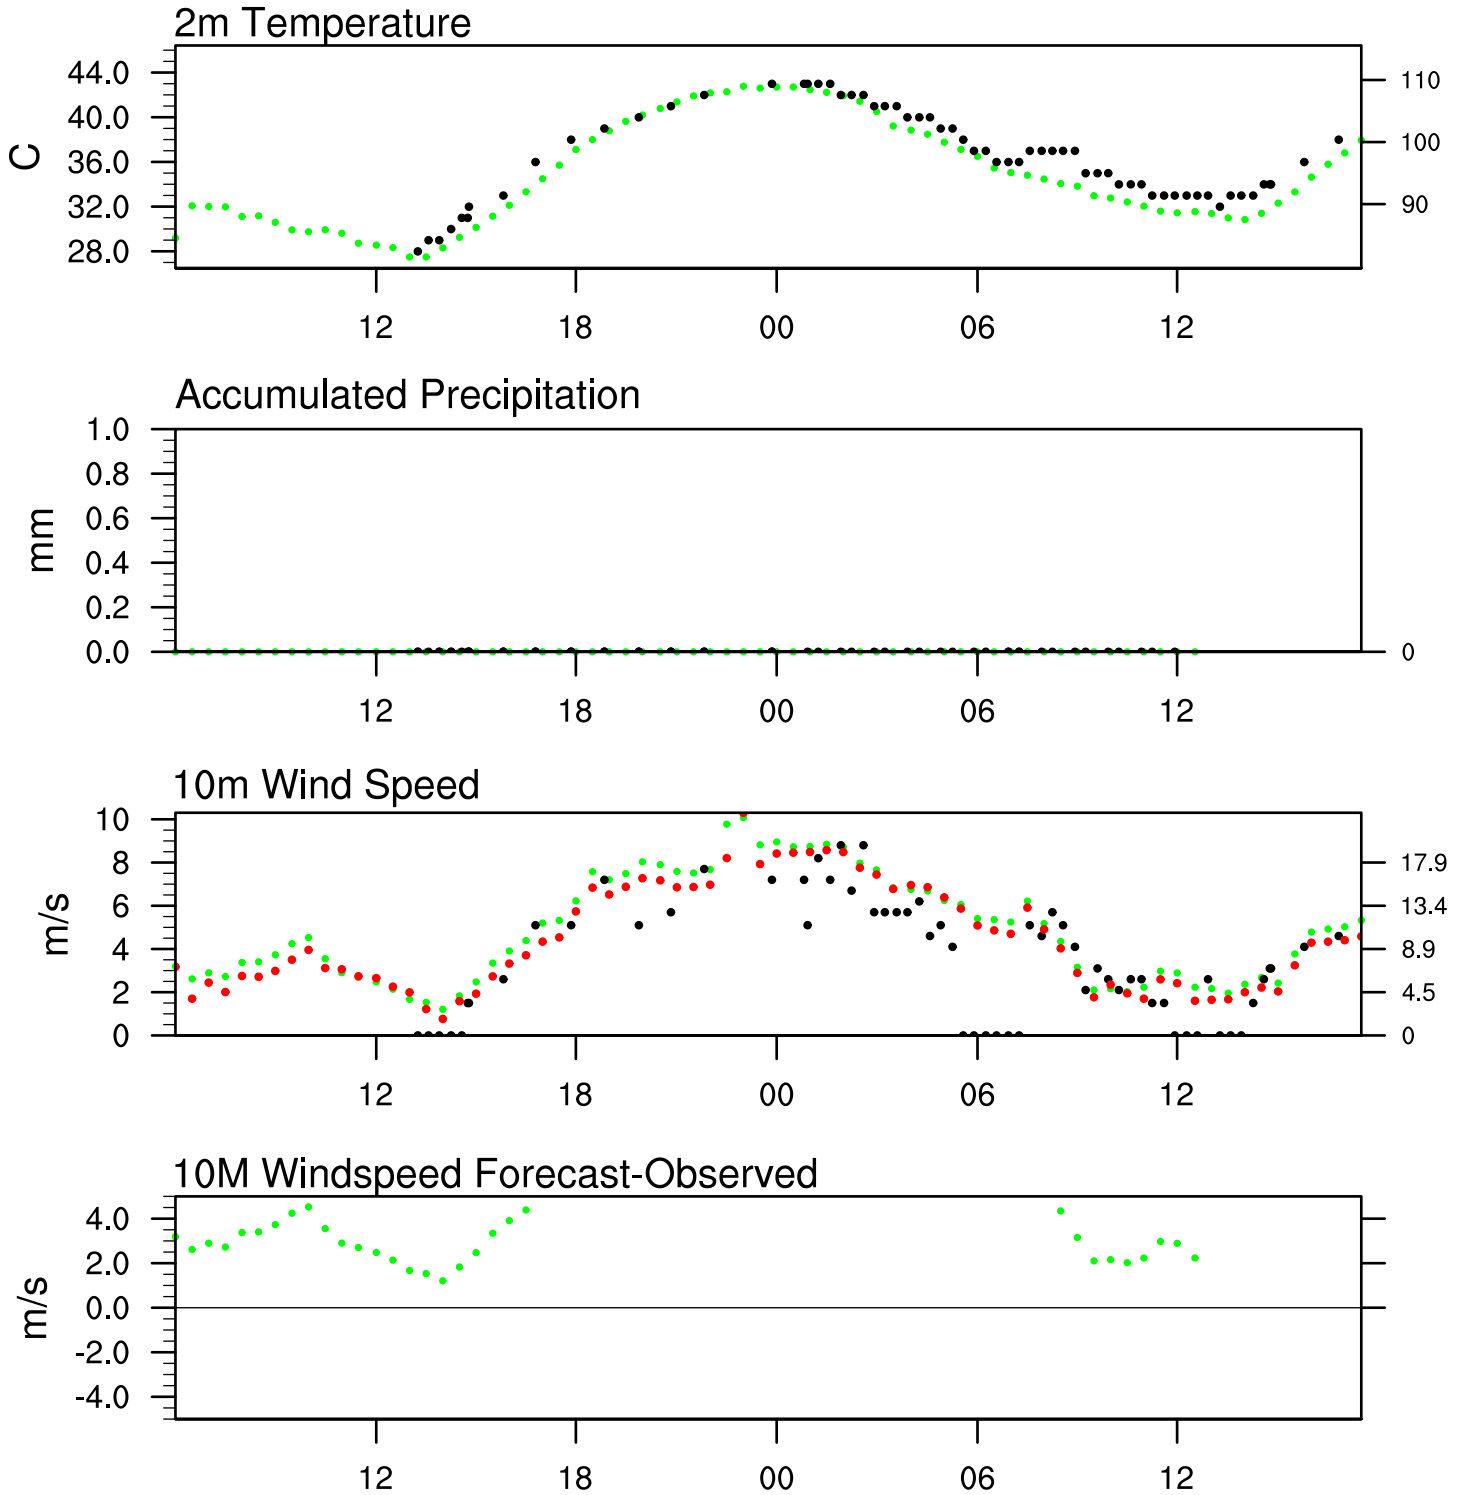 2m Temperature
44.0
40.0
36.0
32.0
28.0
C
110
100
90
12 18 00 06 12
Accumulated Precipitation
1.0
0.8
0.6
0.4
0.2
0.0
mm
0
12 18 00 06 12
10m Wind Speed
10
8
6
4
2
0
m/s
17.9
13.4
8.9
4.5
0
12 18 00 06 12
10M Windspeed Forecast-Observed
4.0
2.0
0.0
-2.0
-4.0
m/s
12 18 00 06 12